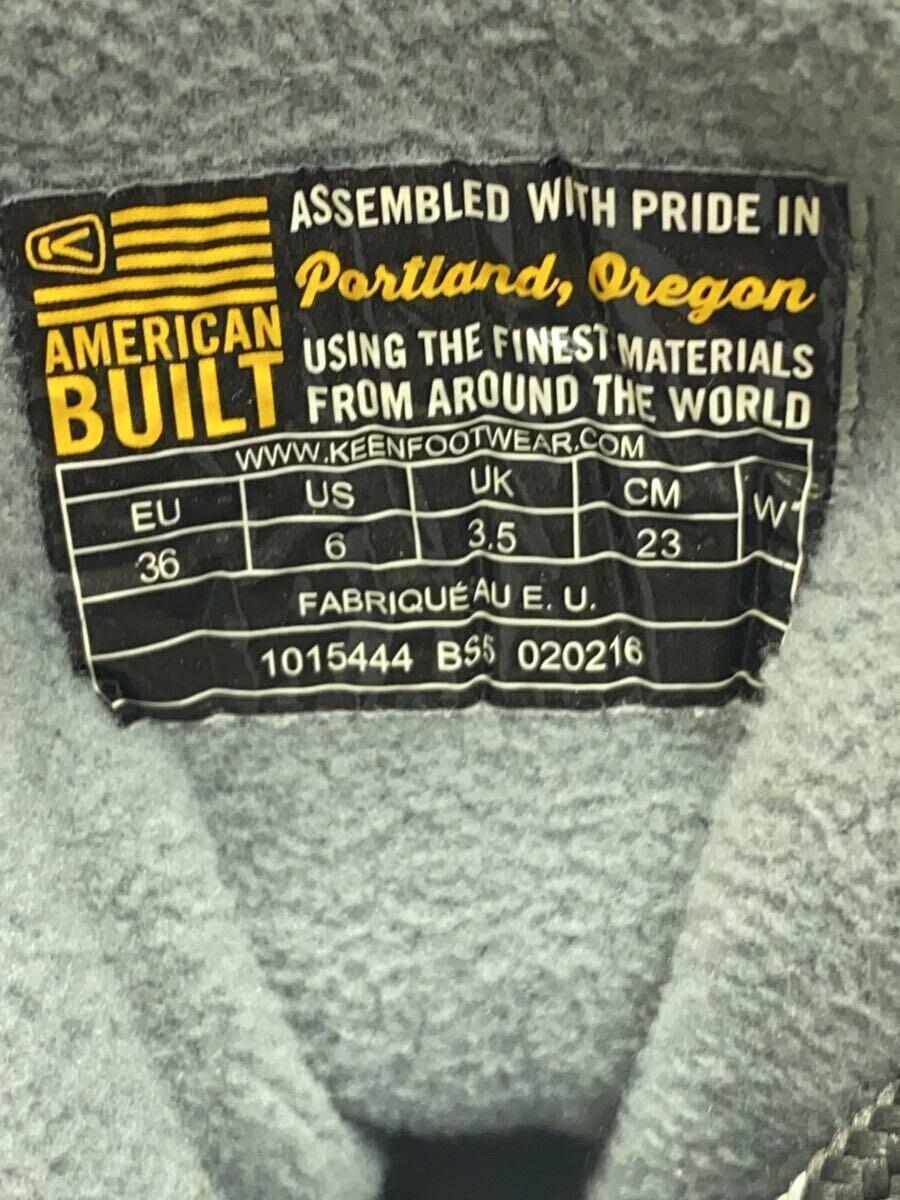 ASSEMBLED WITH PRIDE IN
Portland, Oregon
USING THE FINEST MATERIALS
FROM AROUND THE WORLD
AMERICAN
BUILT
WWW.KEENFOOTWEAR.COM
EU US UK CM W
36 6 3.5 23
FABRIQUÉ AU E. U.
1015444 BS5 020216